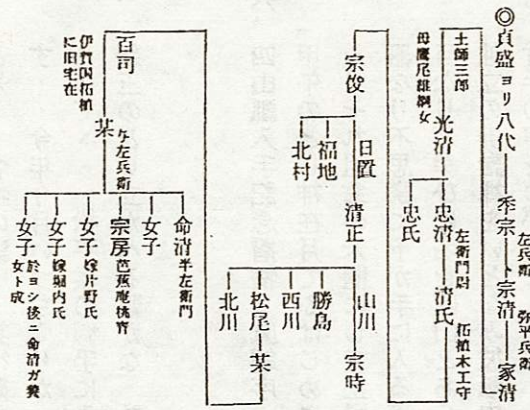 ◎貞盛ヨリ八代―季宗―宗清―家清
左兵衛
弥平兵衛
土師三郎
母鷹尾雄綱女
光清
忠清
忠氏
左衛門尉
清氏
柘植木工守
宗俊
福地
北村
日置
清正
山川
勝島
西川
松尾
北川
宗時
某
百司
伊賀国柘植
に旧宅在
某
与左兵衛
命清
半左衛門
女子
宗房
芭蕉庵桃青
女子
嫁片野氏
女子
嫁堀内氏
女子
於ヨシ後ニ命清ガ養
女ト成